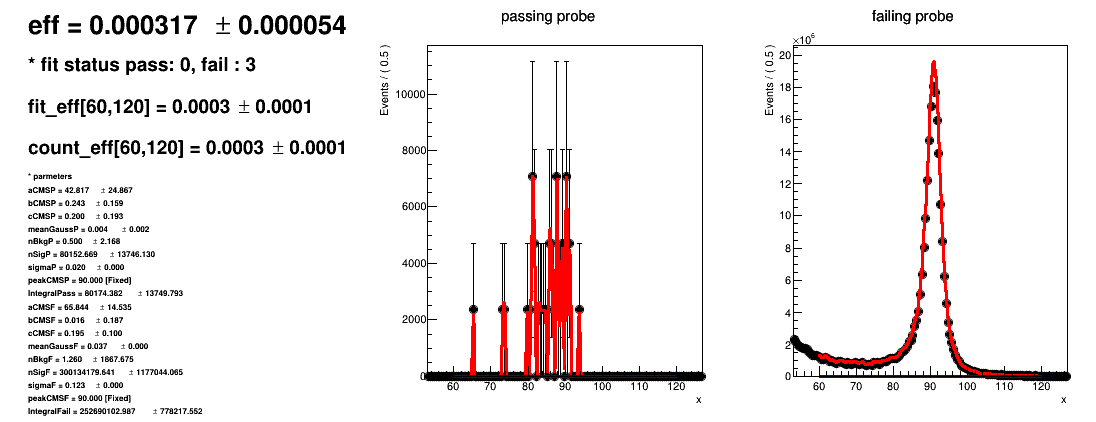 eff = 0.000317 ± 0.000054
* fit status pass: 0, fail : 3
fit_eff[60,120] = 0.0003 ± 0.0001
count_eff[60,120] = 0.0003 ± 0.0001
* parmeters
aCMSP = 42.817 ± 24.867
bCMSP = 0.243 ± 0.159
cCMSP = 0.200 ± 0.193
meanGaussP = 0.004 ± 0.002
nBkgP = 0.500 ± 2.168
nSigP = 80152.669 ± 13746.130
sigmaP = 0.020 ± 0.000
peakCMSP = 90.000 [Fixed]
IntegralPass = 80174.382 ± 13749.793
aCMSF = 65.844 ± 14.535
bCMSF = 0.016 ± 0.187
cCMSF = 0.195 ± 0.100
meanGaussF = 0.037 ± 0.000
nBkgF = 1.260 ± 1867.675
nSigF = 300134179.641 ± 1177044.065
sigmaF = 0.123 ± 0.000
peakCMSF = 90.000 [Fixed]
IntegralFail = 252690102.987 ± 778217.552
passing probe
Events / ( 0.5 )
10000
8000
6000
4000
2000
0
60 70 80 90 100 110 120
x
failing probe
×10⁶
Events / ( 0.5 )
20
18
16
14
12
10
8
6
4
2
0
60 70 80 90 100 110 120
x